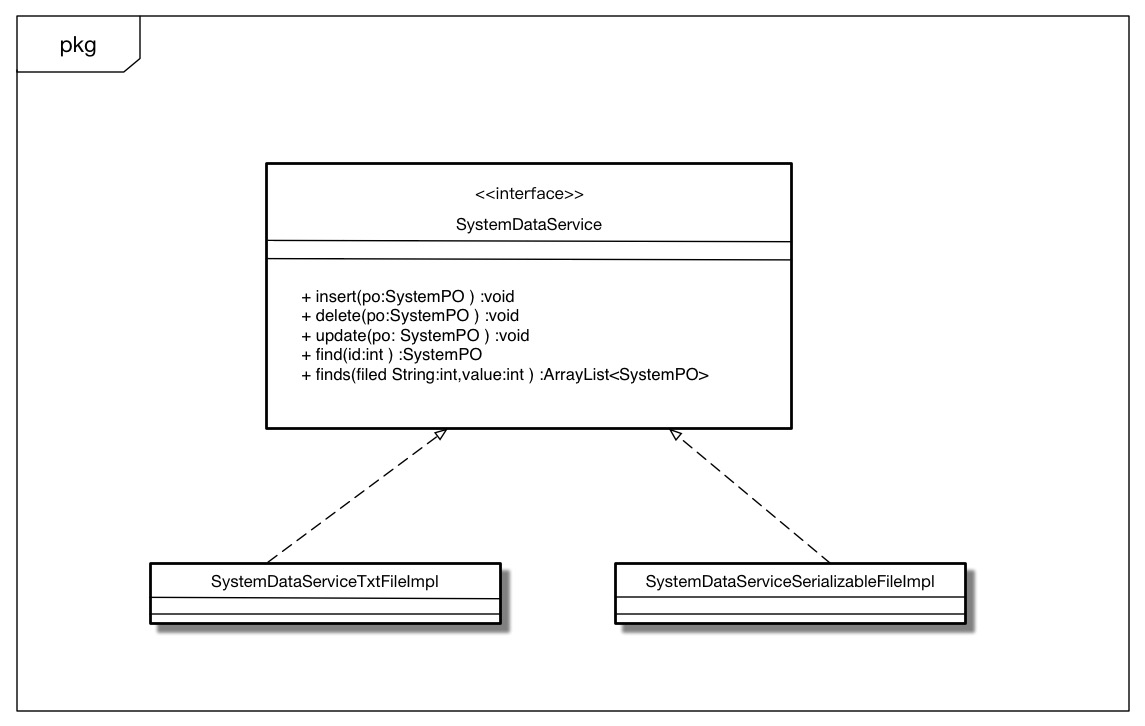 pkg
<<interface>>
SystemDataService
+ insert(po:SystemPO ) :void
+ delete(po:SystemPO ) :void
+ update(po: SystemPO ) :void
+ find(id:int ) :SystemPO
+ finds(filed String:int,value:int ) :ArrayList<SystemPO>
SystemDataServiceTxtFileImpl
SystemDataServiceSerializableFileImpl